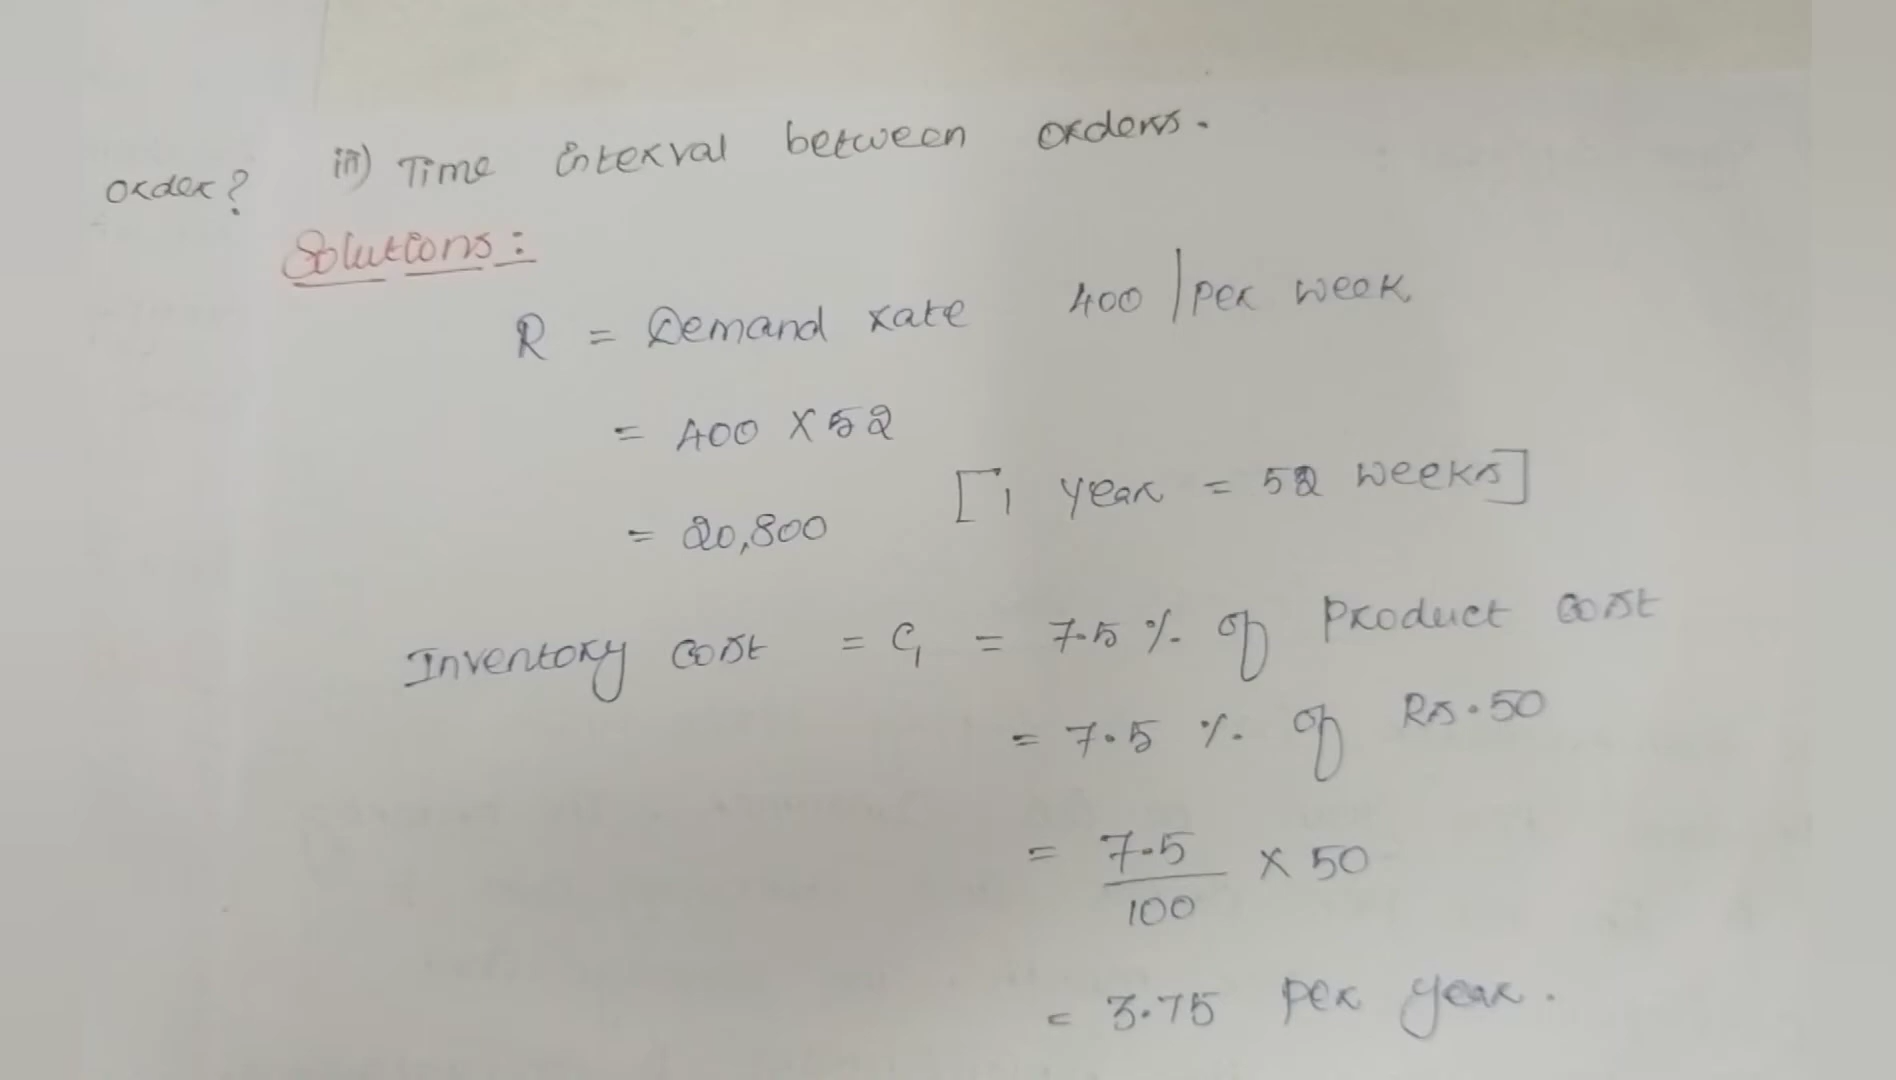 iii) Time interval between orders.
order?
Solutions:
R = Demand rate 400 / per week
= 400 X 52
= 20,800 [1 year = 52 weeks]
Inventory cost = C₁ = 7.5 % of Product cost
= 7.5 % of Rs. 50
= 7.5/100 X 50
= 3.75 per year.